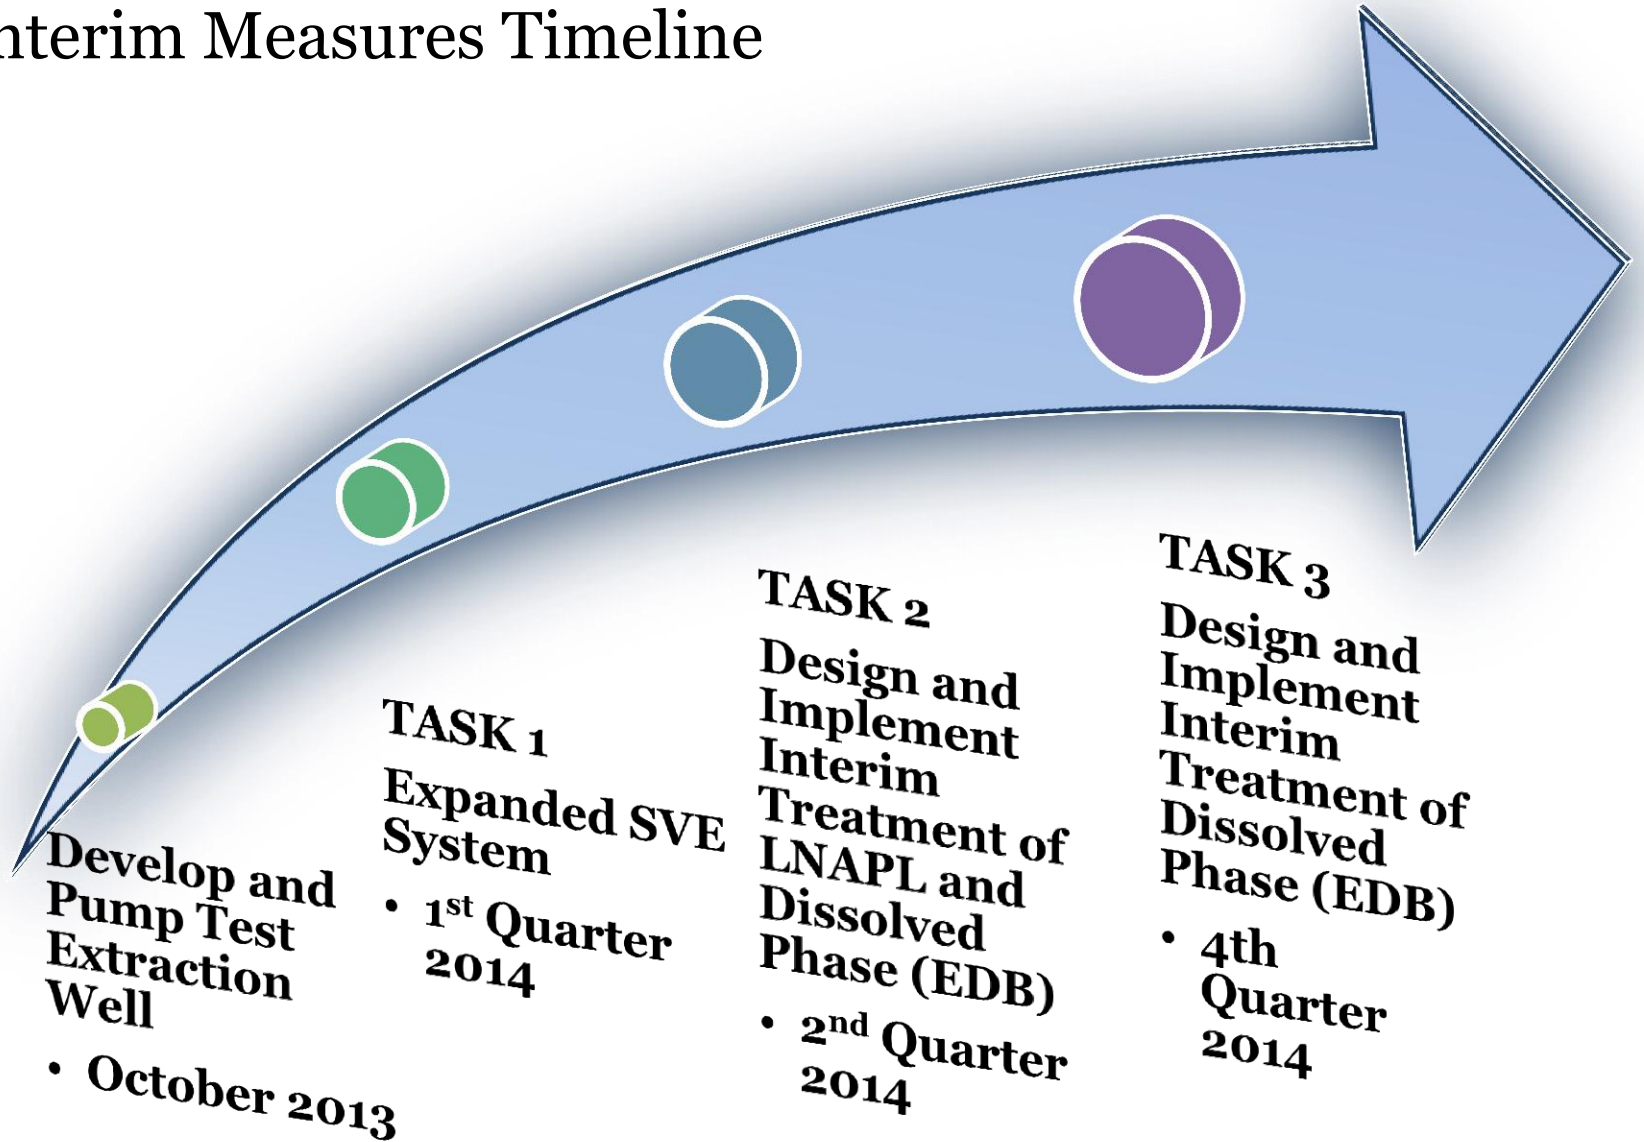 nterim Measures Timeline
Develop and
Pump Test
Extraction
Well
• October 2013
TASK 1
Expanded SVE
System
• 1st Quarter
2014
TASK 2
Design and
Implement
Interim
Treatment of
LNAPL and
Dissolved
Phase (EDB)
• 2nd Quarter
2014
TASK 3
Design and
Implement
Interim
Treatment of
Dissolved
Phase (EDB)
• 4th
Quarter
2014